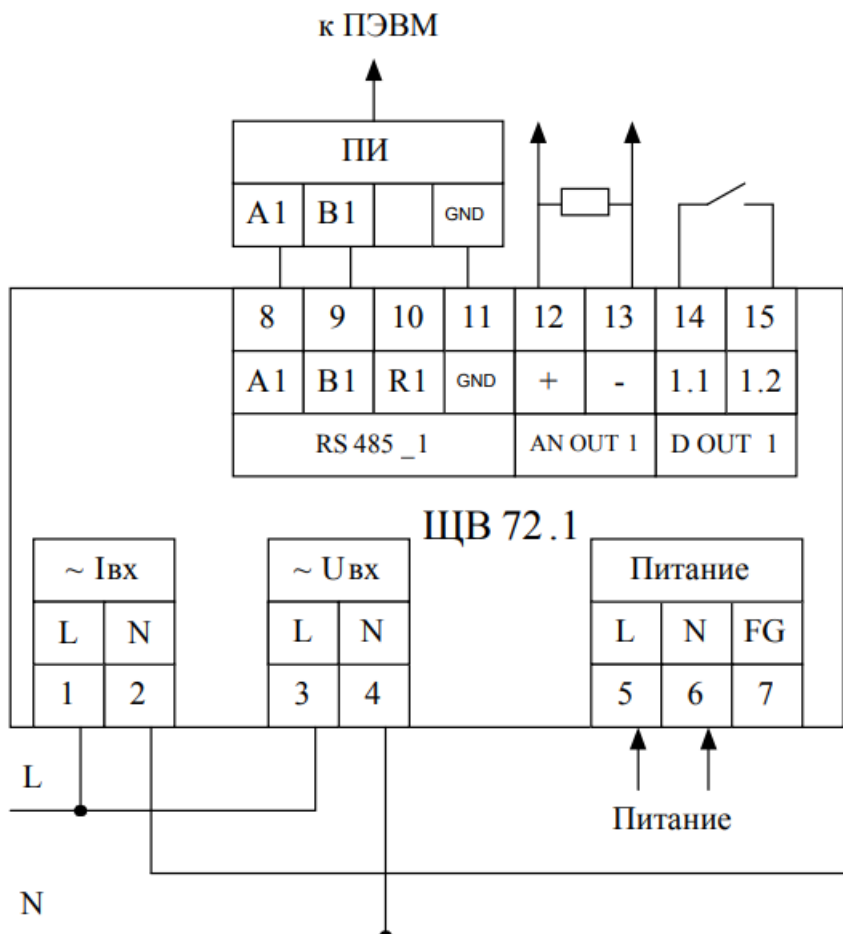 к ПЭВМ
ПИ
A1 B1 GND
8 9 10 11 12 13 14 15
A1 B1 R1 GND + - 1.1 1.2
RS 485 _1 AN OUT 1 D OUT 1
ЩВ 72.1
~ Iвх ~ Uвх Питание
L N L N L N FG
1 2 3 4 5 6 7
L
Питание
N